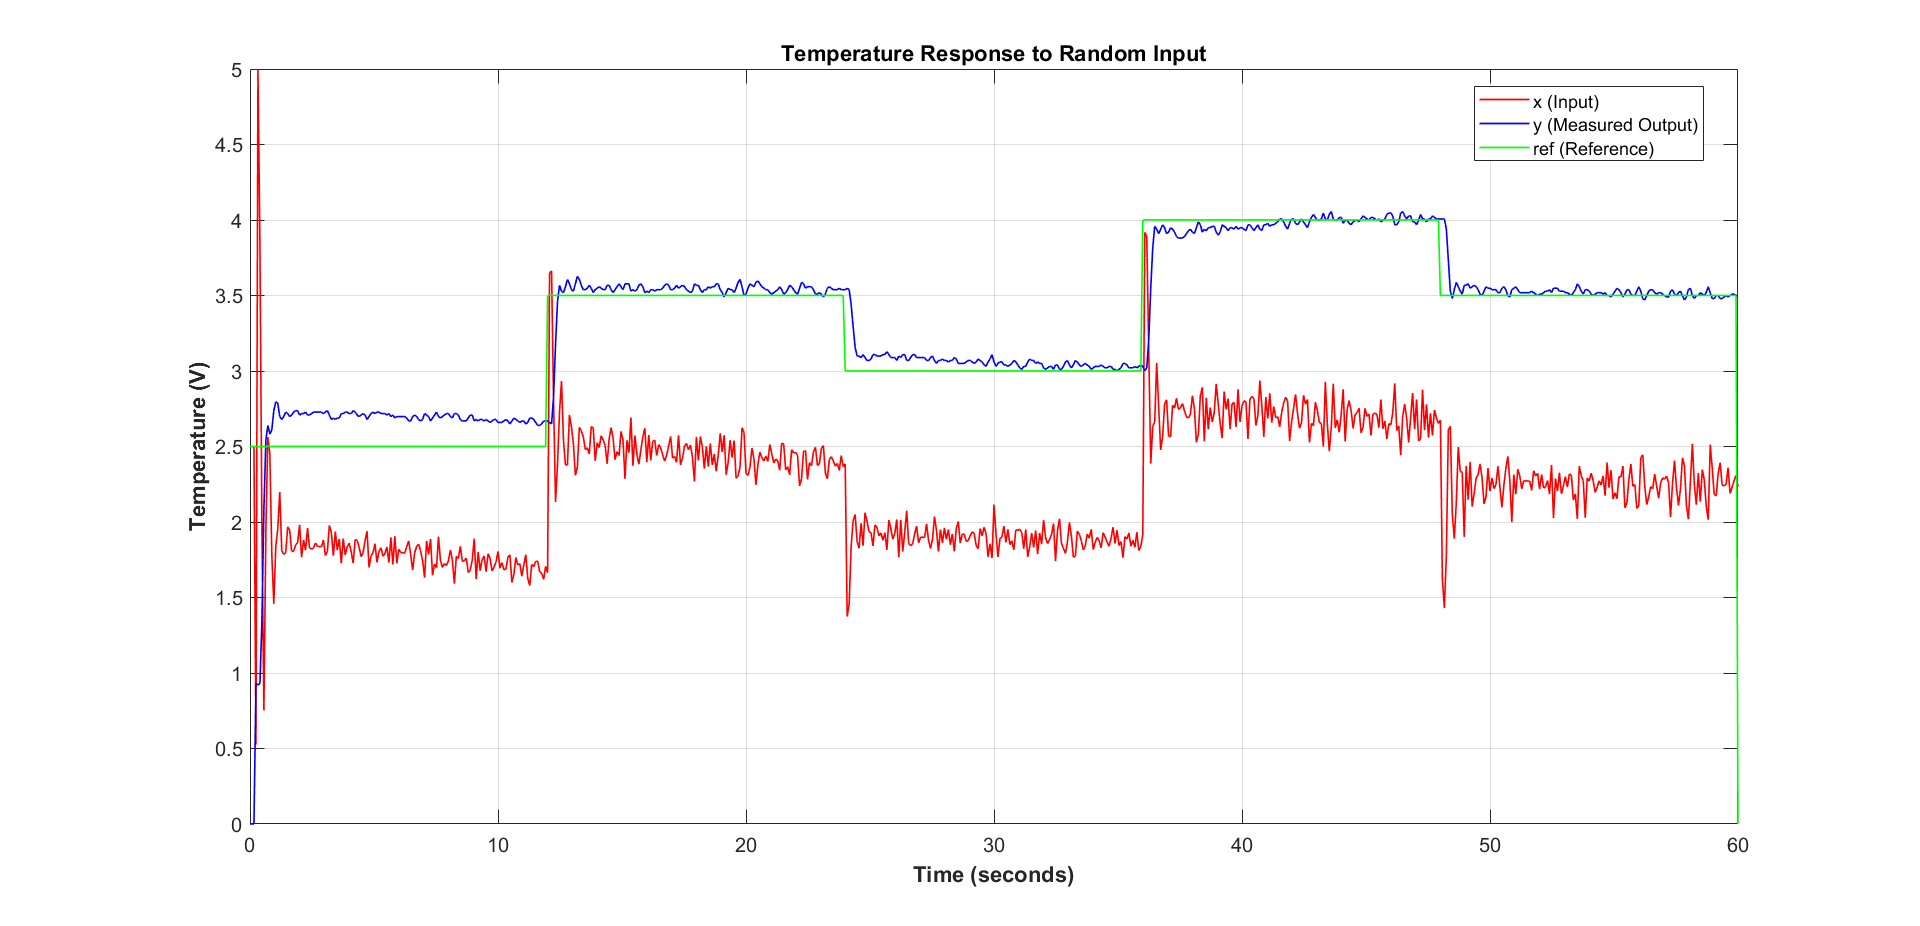 Temperature Response to Random Input
x (Input)
y (Measured Output)
ref (Reference)
5
4.5
4
3.5
3
2.5
2
1.5
1
0.5
0
Temperature (V)
0 10 20 30 40 50 60
Time (seconds)